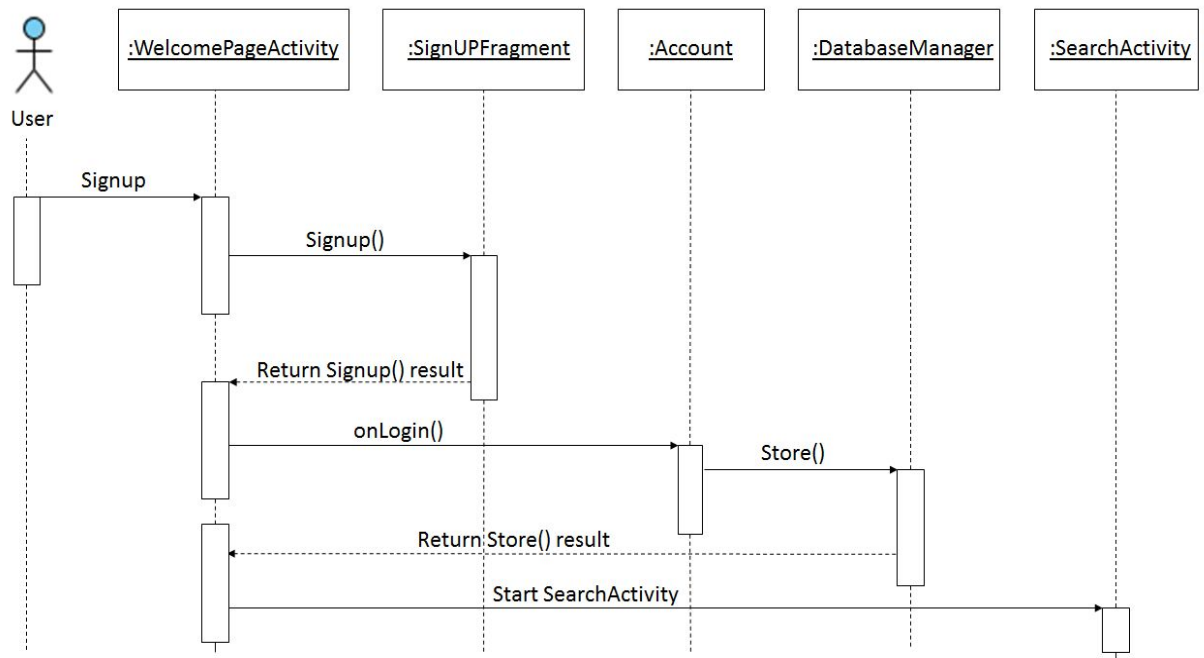 :WelcomePageActivity
:SignUPFragment
:Account
:DatabaseManager
:SearchActivity
User
Signup
Signup()
Return Signup() result
onLogin()
Store()
Return Store() result
Start SearchActivity